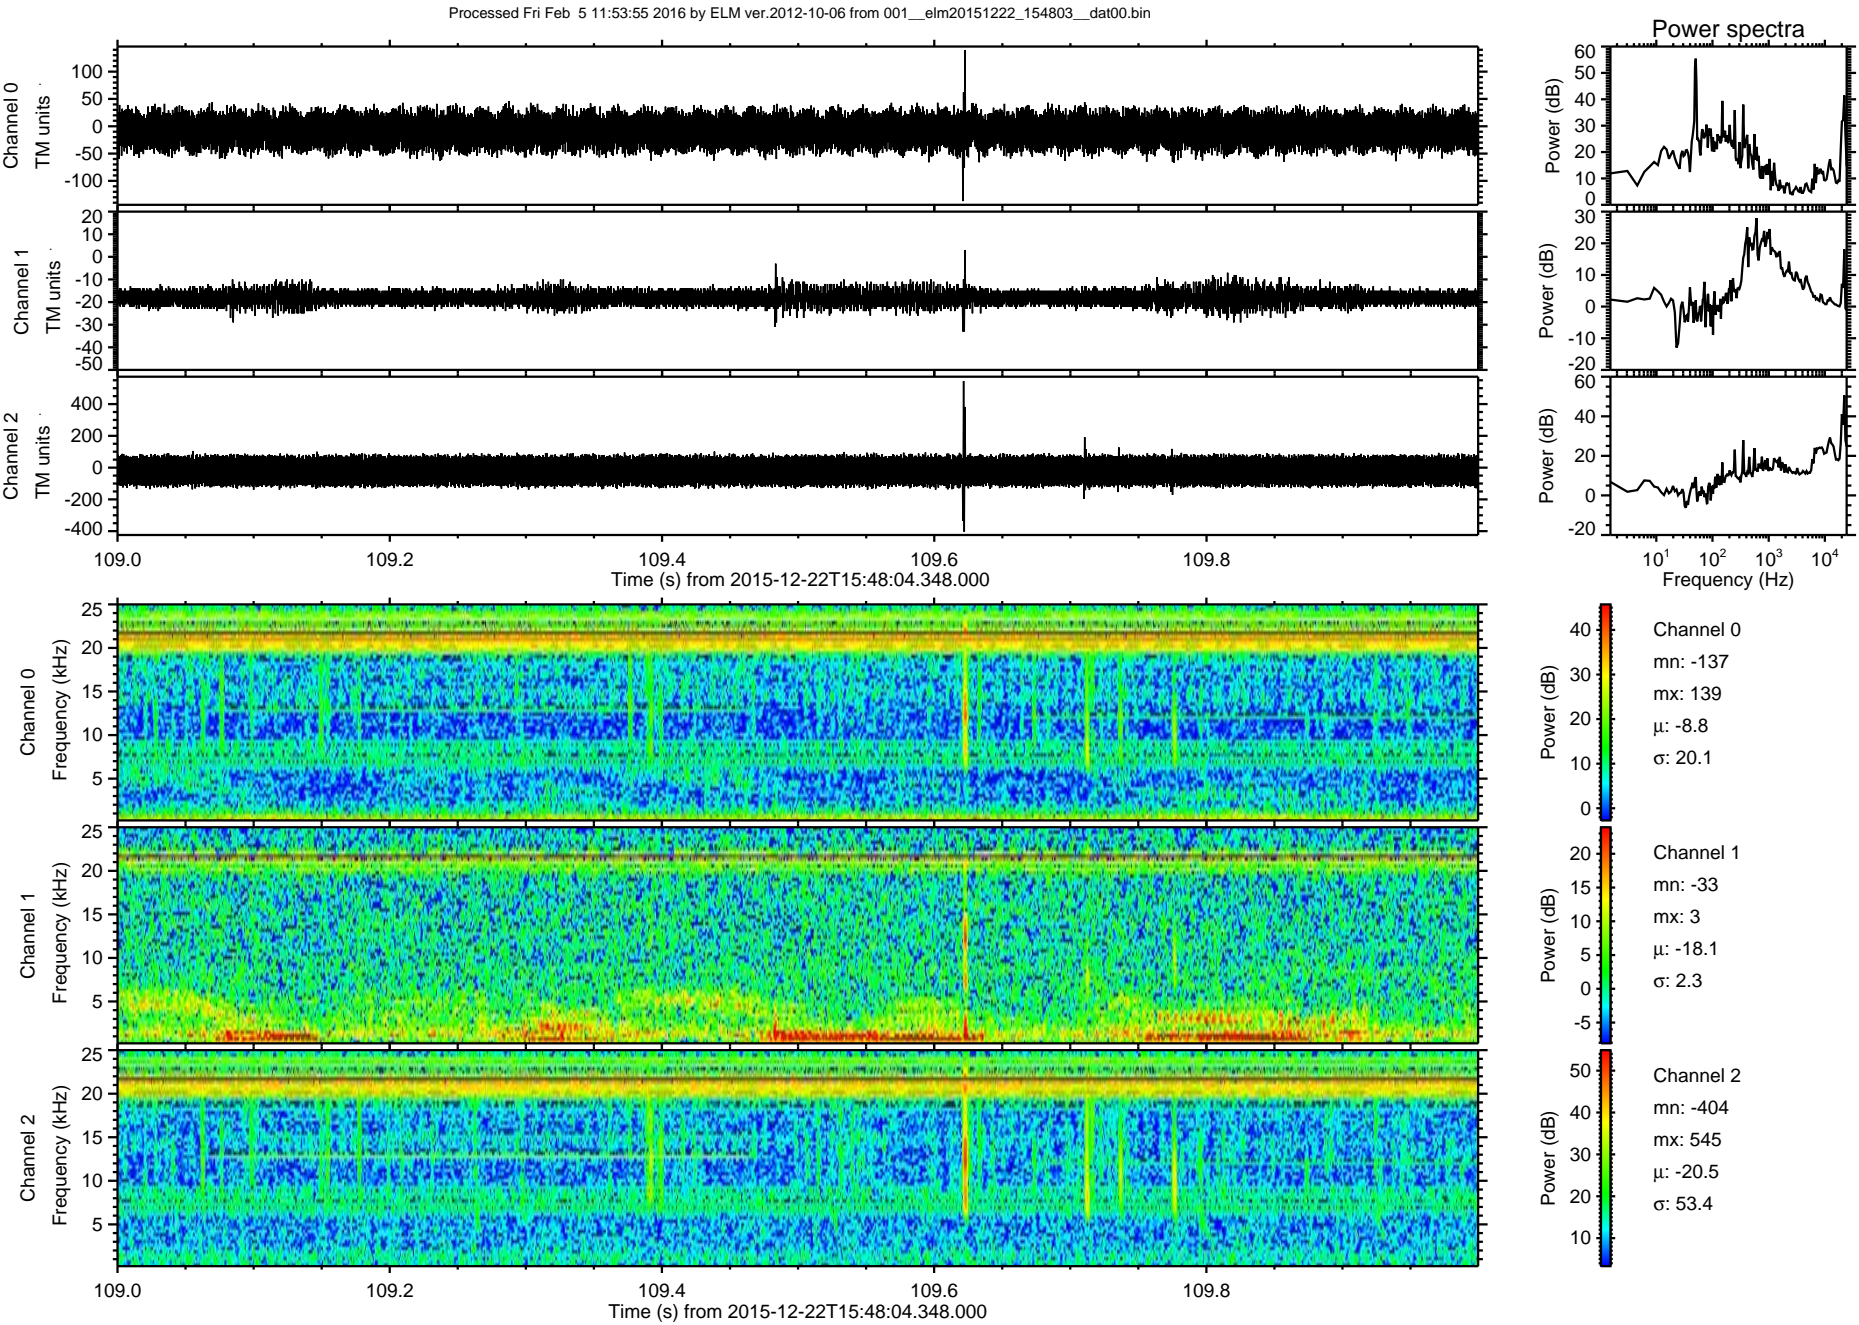 Processed Fri Feb  5 11:53:55 2016 by ELM ver.2012-10-06 from 001__elm20151222_154803__dat00.bin
Power spectra
Channel 0
TM units
100
50
0
-50
-100
Power (dB)
60
50
40
30
20
10
0
Channel 1
TM units
20
10
0
-10
-20
-30
-40
-50
Power (dB)
30
20
10
0
-10
-20
Channel 2
TM units
400
200
0
-200
-400
Power (dB)
60
40
20
0
-20
109.0 109.2 109.4 109.6 109.8
Time (s) from 2015-12-22T15:48:04.348.000
10^1 10^2 10^3 10^4
Frequency (Hz)
Channel 0
Frequency (kHz)
25
20
15
10
5
Power (dB)
40
30
20
10
0
Channel 0
mn: -137
mx: 139
μ: -8.8
σ: 20.1
Channel 1
Frequency (kHz)
25
20
15
10
5
Power (dB)
20
15
10
5
0
-5
Channel 1
mn: -33
mx: 3
μ: -18.1
σ: 2.3
Channel 2
Frequency (kHz)
25
20
15
10
5
Power (dB)
50
40
30
20
10
Channel 2
mn: -404
mx: 545
μ: -20.5
σ: 53.4
109.0 109.2 109.4 109.6 109.8
Time (s) from 2015-12-22T15:48:04.348.000